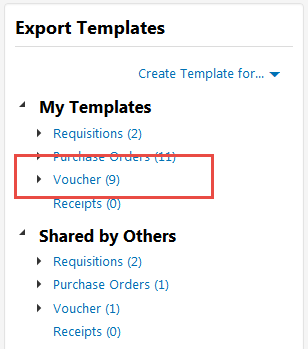 Export Templates
Create Template for...
My Templates
Requisitions (2)
Purchase Orders (11)
Voucher (9)
Receipts (0)
Shared by Others
Requisitions (2)
Purchase Orders (1)
Voucher (1)
Receipts (0)